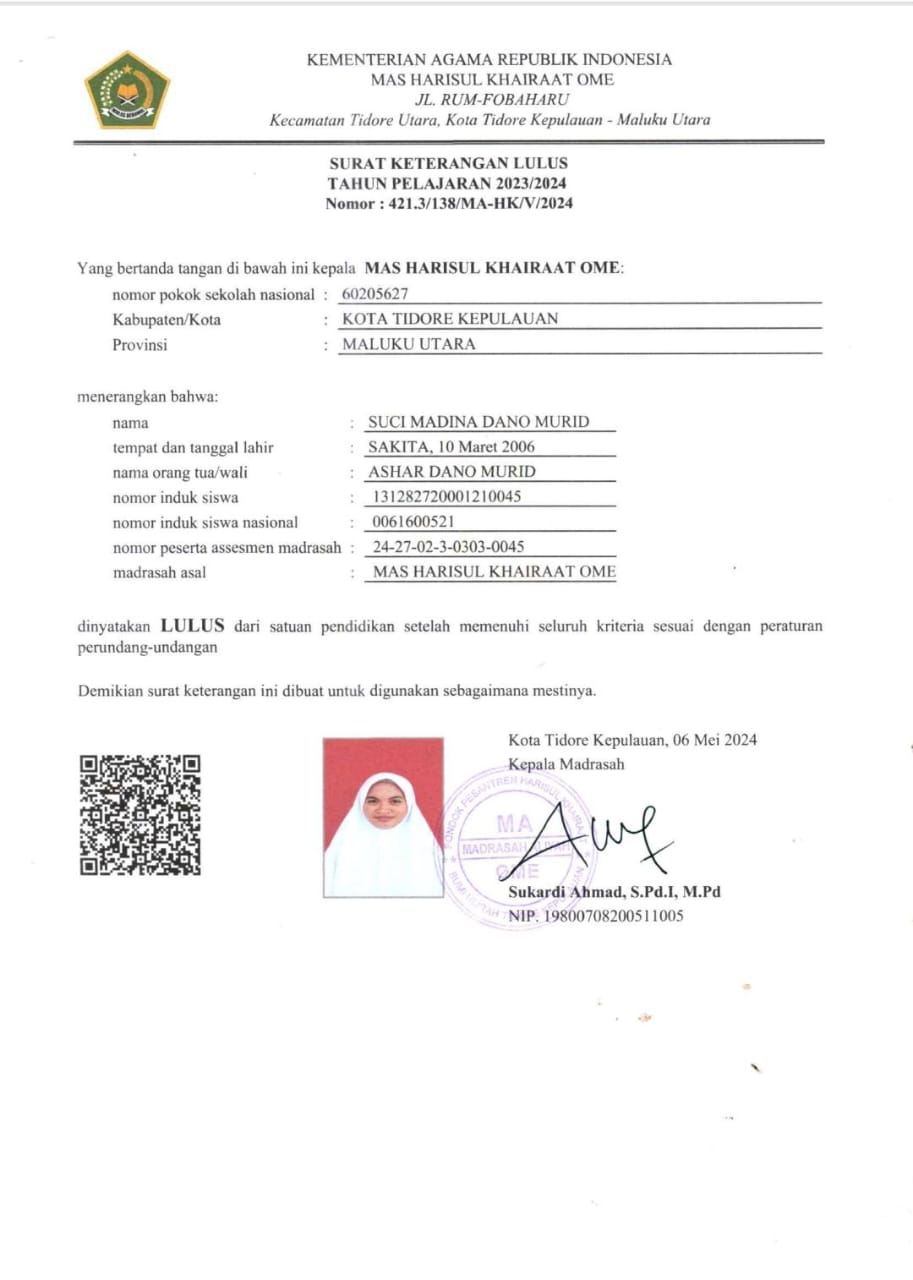 KEMENTERIAN AGAMA REPUBLIK INDONESIA
MAS HARISUL KHAIRAAT OME
JL. RUM-FOBAHARU
Kecamatan Tidore Utara, Kota Tidore Kepulauan - Maluku Utara
SURAT KETERANGAN LULUS
TAHUN PELAJARAN 2023/2024
Nomor : 421.3/138/MA-HK/V/2024
Yang bertanda tangan di bawah ini kepala MAS HARISUL KHAIRAAT OME:
nomor pokok sekolah nasional : 60205627
Kabupaten/Kota : KOTA TIDORE KEPULAUAN
Provinsi : MALUKU UTARA
menerangkan bahwa:
nama : SUCI MADINA DANO MURID
tempat dan tanggal lahir : SAKITA, 10 Maret 2006
nama orang tua/wali : ASHAR DANO MURID
nomor induk siswa : 131282720001210045
nomor induk siswa nasional : 0061600521
nomor peserta assesmen madrasah : 24-27-02-3-0303-0045
madrasah asal : MAS HARISUL KHAIRAAT OME
dinyatakan LULUS dari satuan pendidikan setelah memenuhi seluruh kriteria sesuai dengan peraturan
perundang-undangan
Demikian surat keterangan ini dibuat untuk digunakan sebagaimana mestinya.
Kota Tidore Kepulauan, 06 Mei 2024
Kepala Madrasah
PONDOK PESANTREN HARISUL KHAIRAAT
MA
MADRASAH
OME
Sukardi Ahmad, S.Pd.I, M.Pd
NIP. 19800708200511005